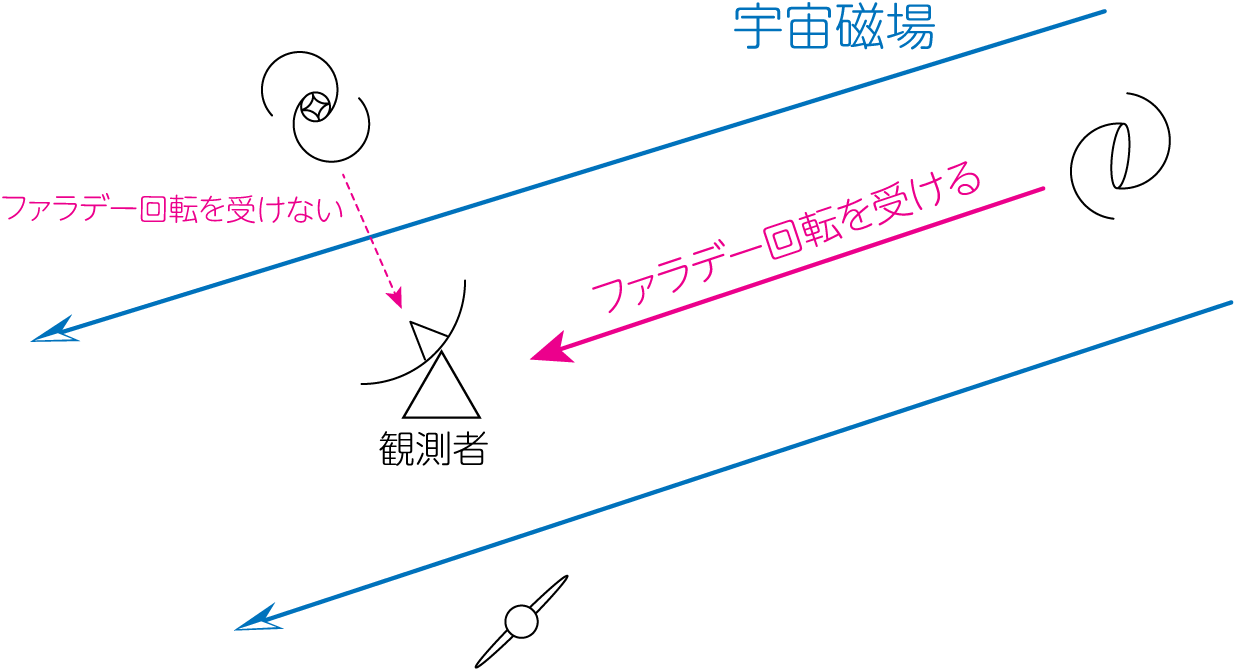 宇宙磁場
ファラデー回転を受けない
ファラデー回転を受ける
観測者